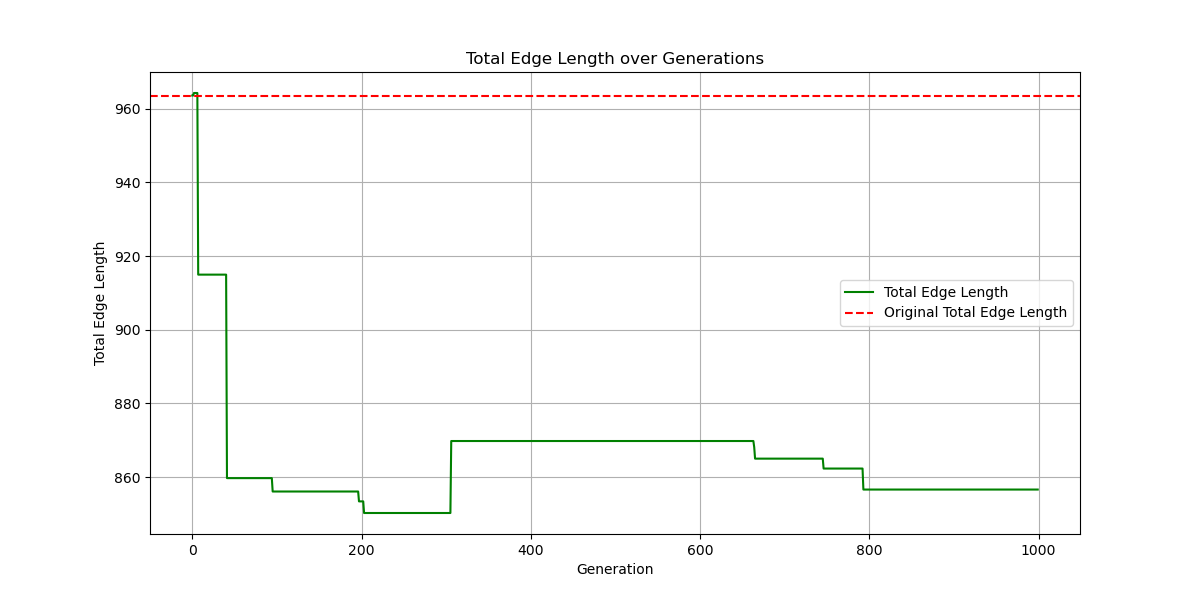 Total Edge Length over Generations
960
940
920
900
880
860
Total Edge Length
Total Edge Length
Original Total Edge Length
0 200 400 600 800 1000
Generation